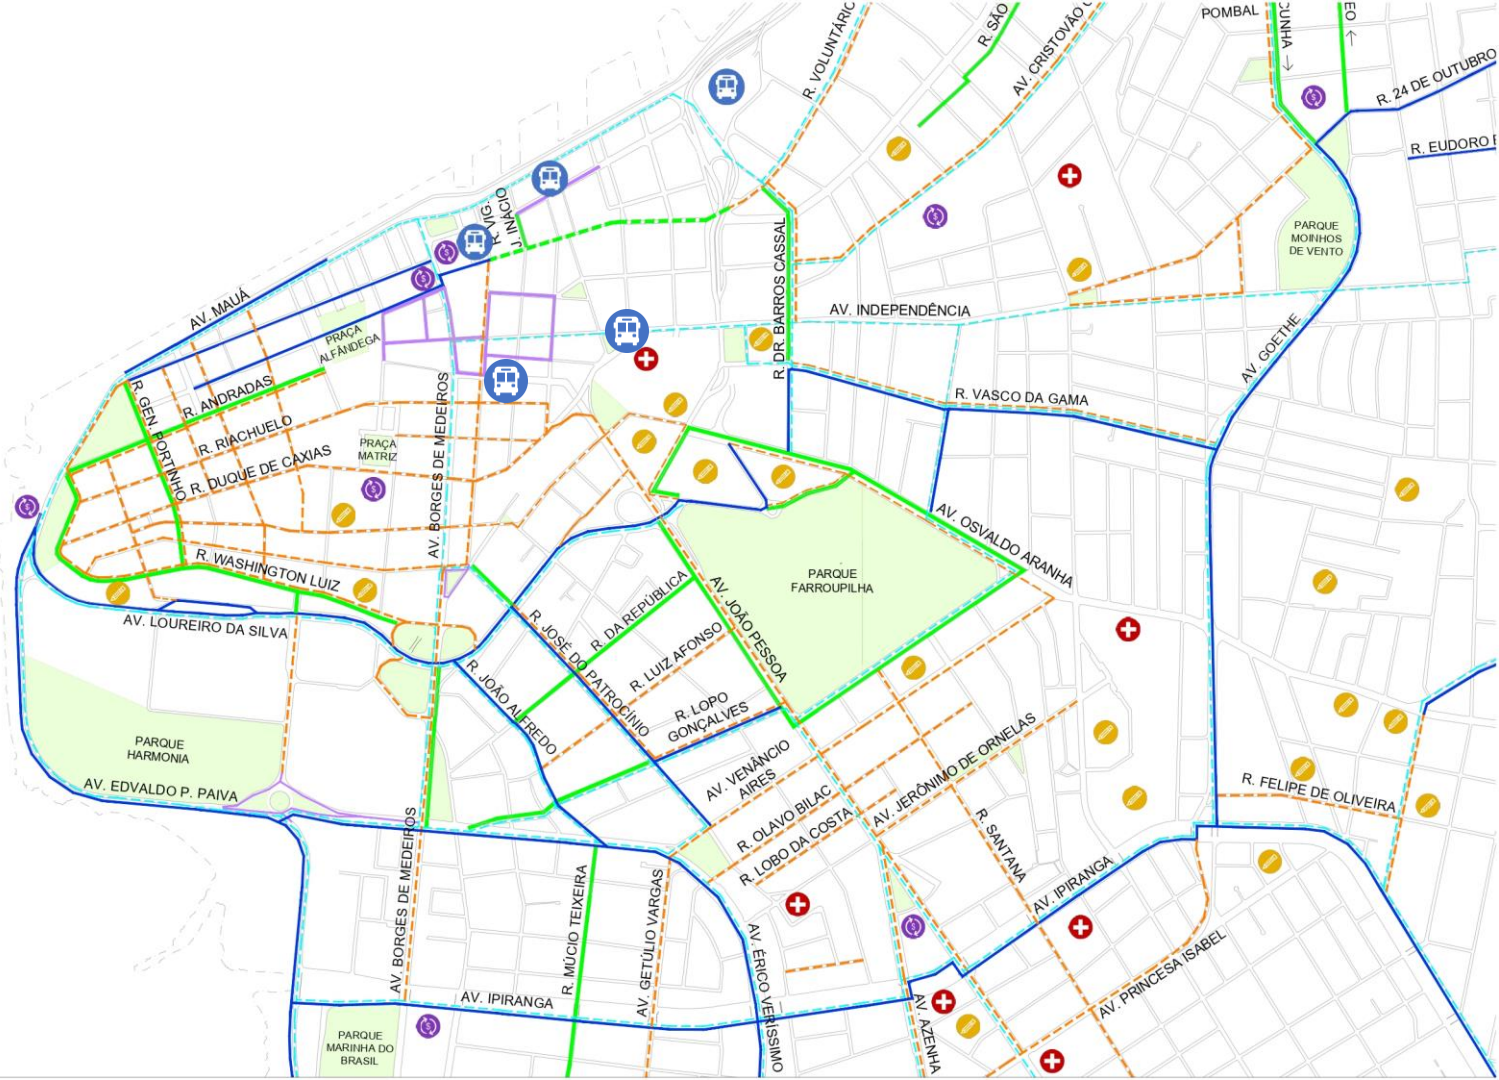 POMBAL
CUNHA →
EO →
R. 24 DE OUTUBRO
R. EUDORO
R. VOLUNTÁRIO
R. SÃO
AV. CRISTOVÃO
R. VIG.
J. INÁCIO
R. DR. BARROS CASSAL
PARQUE
MOINHOS
DE VENTO
AV. MAUÁ
PRAÇA
ALFÂNDEGA
AV. INDEPENDÊNCIA
AV. GOETHE
R. ANDRADAS
R. GEN. PORTINHO
R. RIACHUELO
R. DUQUE DE CAXIAS
PRAÇA
MATRIZ
AV. BORGES DE MEDEIROS
R. VASCO DA GAMA
AV. OSVALDO ARANHA
R. WASHINGTON LUIZ
PARQUE
FARROUPILHA
AV. JOÃO PESSOA
R. DA REPÚBLICA
AV. LOUREIRO DA SILVA
R. JOSÉ DO PATROCÍNIO
R. LUIZ AFONSO
R. JOÃO ALFREDO
R. LOPO
GONÇALVES
PARQUE
HARMONIA
AV. EDVALDO P. PAIVA
AV. VENÂNCIO
AIRES
AV. JERÔNIMO DE ORNELAS
R. OLAVO BILAC
R. LOBO DA COSTA
R. SANTANA
R. FELIPE DE OLIVEIRA
AV. BORGES DE MEDEIROS
R. MÚCIO TEIXEIRA
AV. GETÚLIO VARGAS
AV. ÉRICO VERÍSSIMO
AV. IPIRANGA
AV. PRINCESA ISABEL
AV. IPIRANGA
AV. AZENHA
PARQUE
MARINHA DO
BRASIL